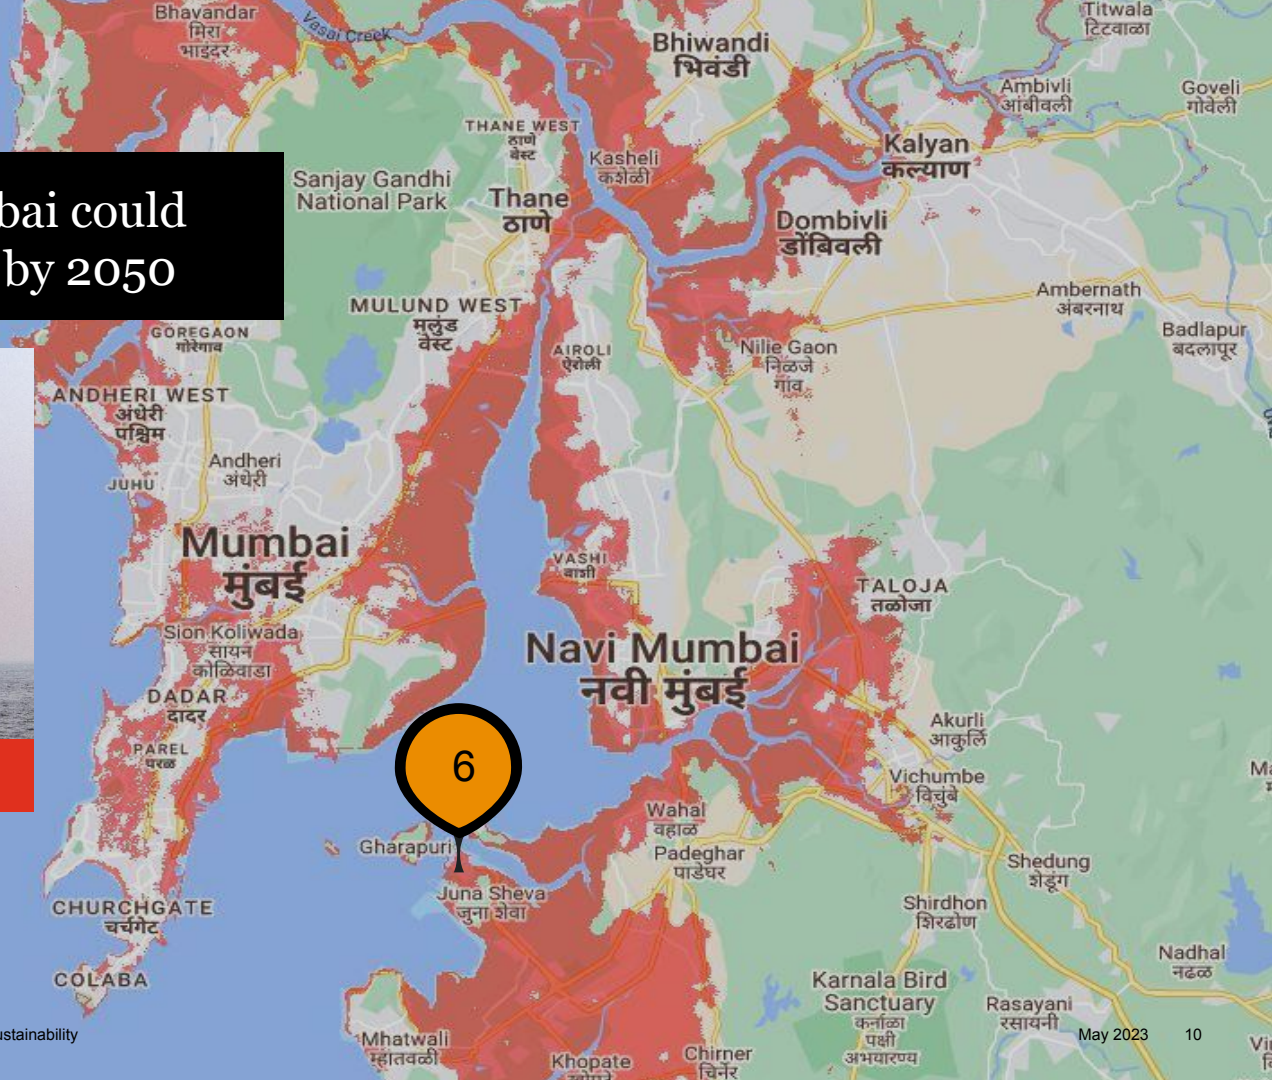 Bhavandar
मिरा
भाईंदर
Vasai Creek
Titwala
टिटवाळा
Bhiwandi
भिवंडी
Ambivli
आंबीवली
Goveli
गोवेली
THANE WEST
ठाणे
वेस्ट
Kasheli
कशेळी
Kalyan
कल्याण
bai could
by 2050
Sanjay Gandhi
National Park
Thane
ठाणे
Dombivli
डोंबिवली
Ambernath
अंबरनाथ
MULUND WEST
मुलुंड
वेस्ट
GOREGAON
गोरेगाव
AIROLI
ऐरोली
Nilje Gaon
निळजे
गांव
Badlapur
बदलापूर
ANDHERI WEST
अंधेरी
पश्चिम
Andheri
अंधेरी
JUHU
Mumbai
मुंबई
VASHI
वाशी
TALOJA
तळोजा
Sion Koliwada
सायन
कोळिवाडा
Navi Mumbai
नवी मुंबई
DADAR
दादर
PAREL
परळ
Akurli
आकुर्लि
6
Vichumbe
विचुंबे
Wahal
वहाळ
Gharapuri
Padeghar
पाडेघर
Shedung
शेडूंग
Juna Sheva
जुना शेवा
CHURCHGATE
चर्चगेट
Shirdhon
शिरढोण
COLABA
Nadhal
नढळ
Karnala Bird
Sanctuary
कर्नाळा
पक्षी
अभयारण्य
Rasayani
रसायनी
ustainability
May 2023
10
Mhatwali
म्हातवळी
Khopate
Chirner
चिर्नेर